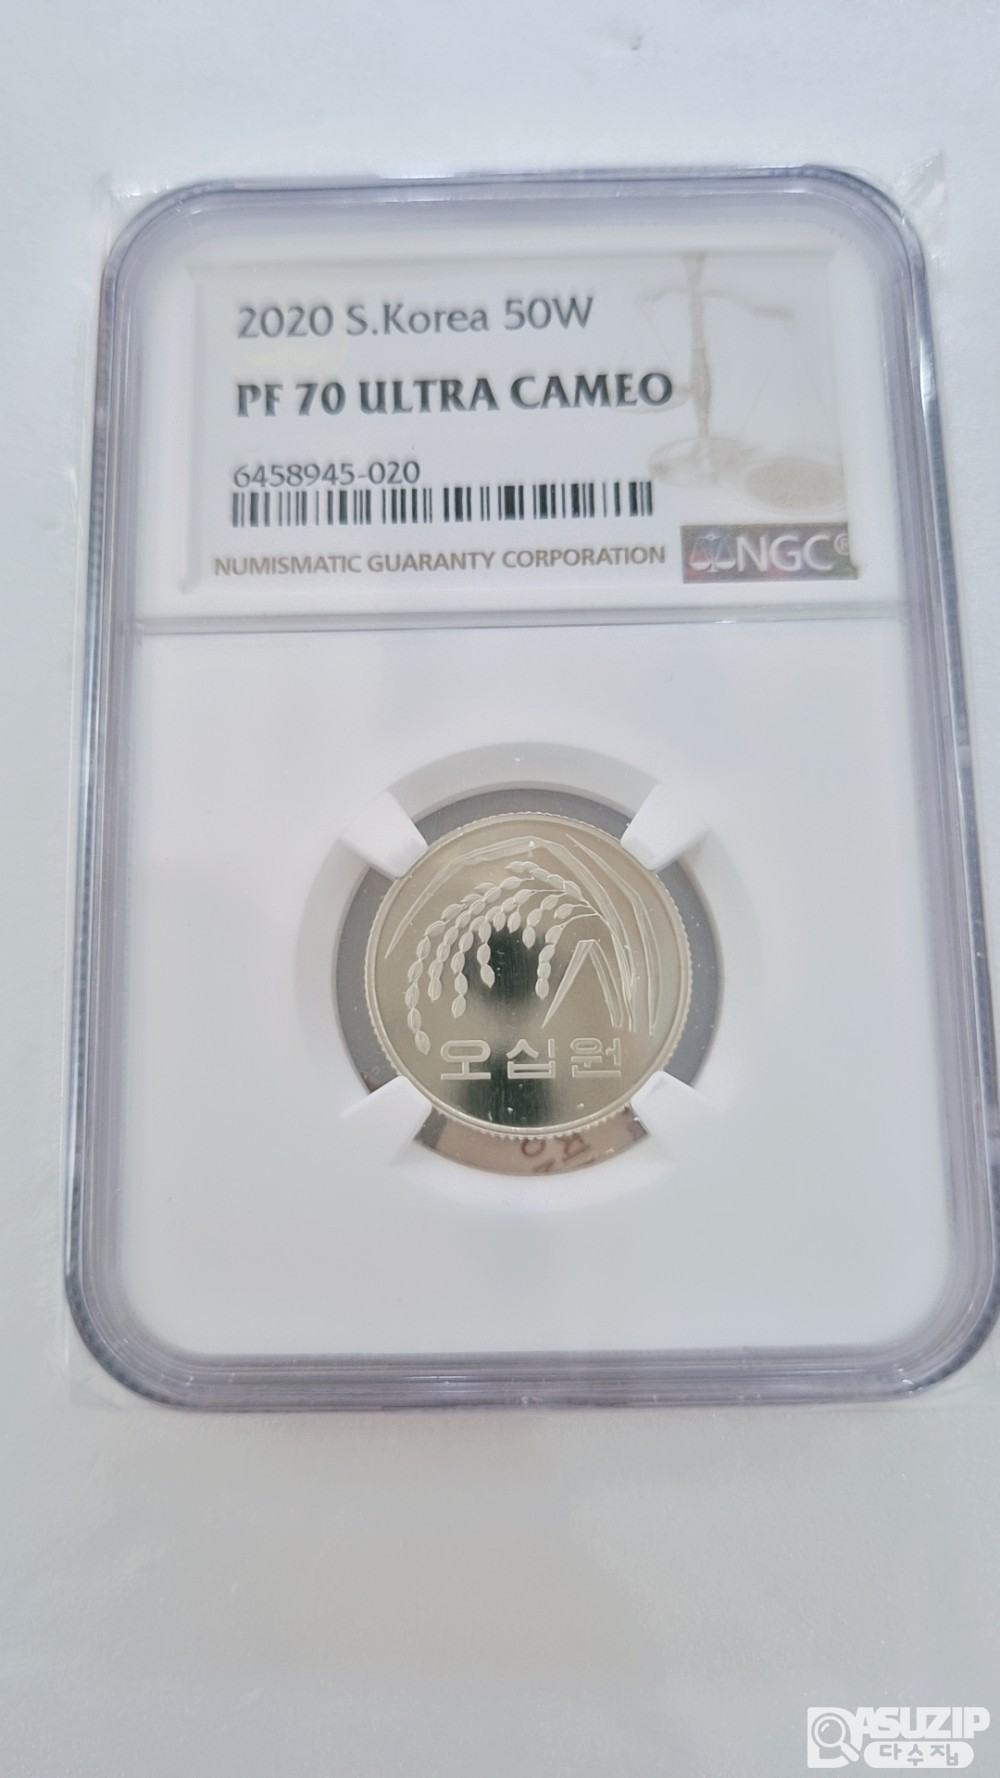 2020 S.Korea 50W
PF 70 ULTRA CAMEO
6458945-020
NUMISMATIC GUARANTY CORPORATION
NGC®
오십원
DASUZIP
다수집